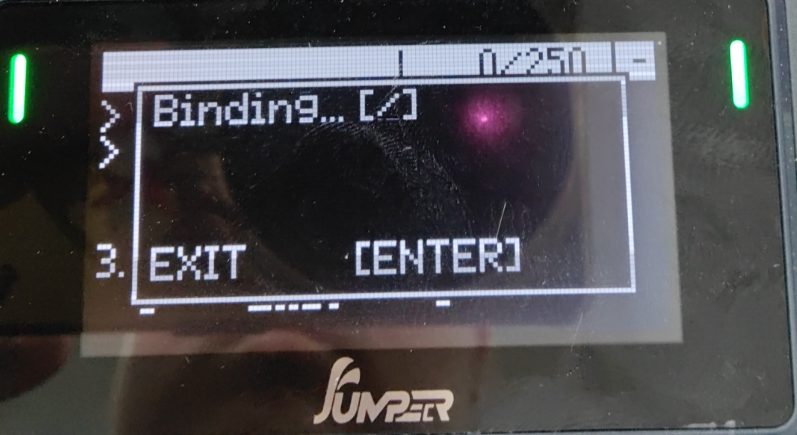 0/250 -
Binding... [/]
3. EXIT [ENTER]
JUMPER